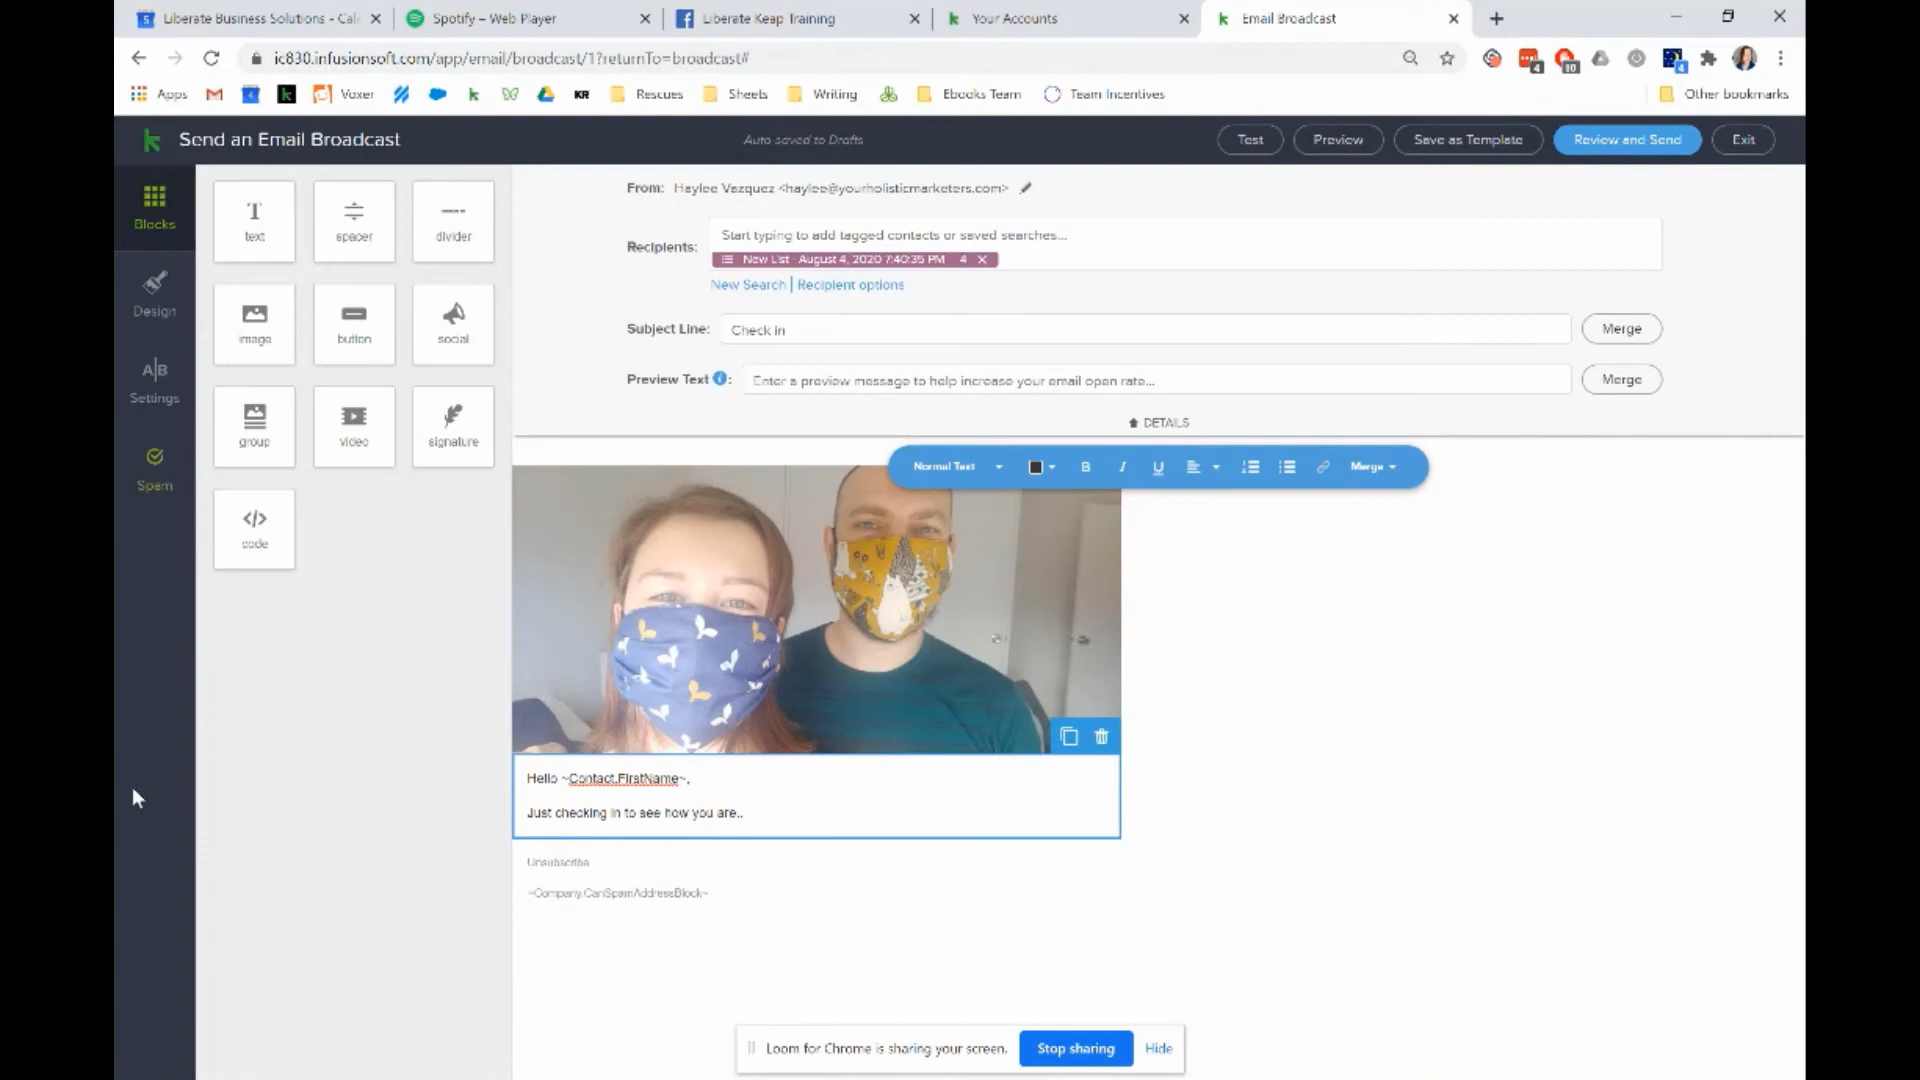 Liberate Business Solutions - Cale
Spotify – Web Player
Liberate Keap Training
Your Accounts
Email Broadcast
ic830.infusionsoft.com/app/email/broadcast/1?returnTo=broadcast#
4
10
4
Apps
4
Voxer
KR
Rescues
Sheets
Writing
Ebooks Team
Team Incentives
Other bookmarks
Send an Email Broadcast
Auto saved to Drafts
Test
Preview
Save as Template
Review and Send
Exit
Blocks
Design
A|B
Settings
Spam
text
spacer
divider
image
button
social
group
video
signature
code
From: Haylee Vazquez <haylee@yourholisticmarketers.com>
Recipients:
Start typing to add tagged contacts or saved searches...
New List - August 4, 2020 7:40:35 PM 4
New Search | Recipient options
Subject Line: Check in
Merge
Preview Text: Enter a preview message to help increase your email open rate...
Merge
DETAILS
Normal Text
B I U
Merge
Hello ~Contact.FirstName~,
Just checking in to see how you are..
Unsubscribe
~Company.CanSpamAddressBlock~
Loom for Chrome is sharing your screen.
Stop sharing
Hide